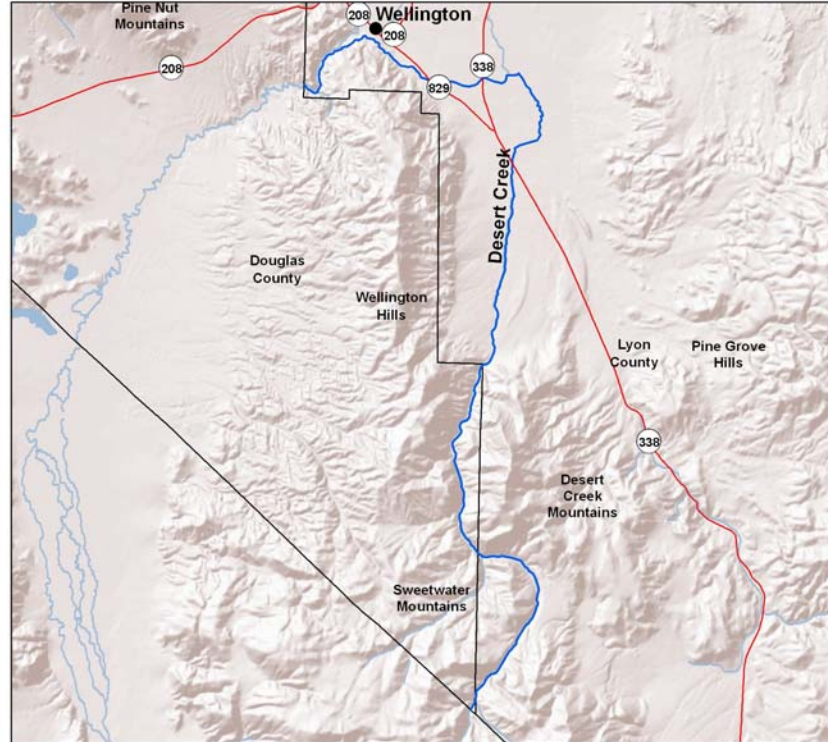 Pine Nut
Mountains
208
Wellington
208
208
338
829
Desert Creek
Douglas
County
Wellington
Hills
Lyon
County
Pine Grove
Hills
338
Desert
Creek
Mountains
Sweetwater
Mountains